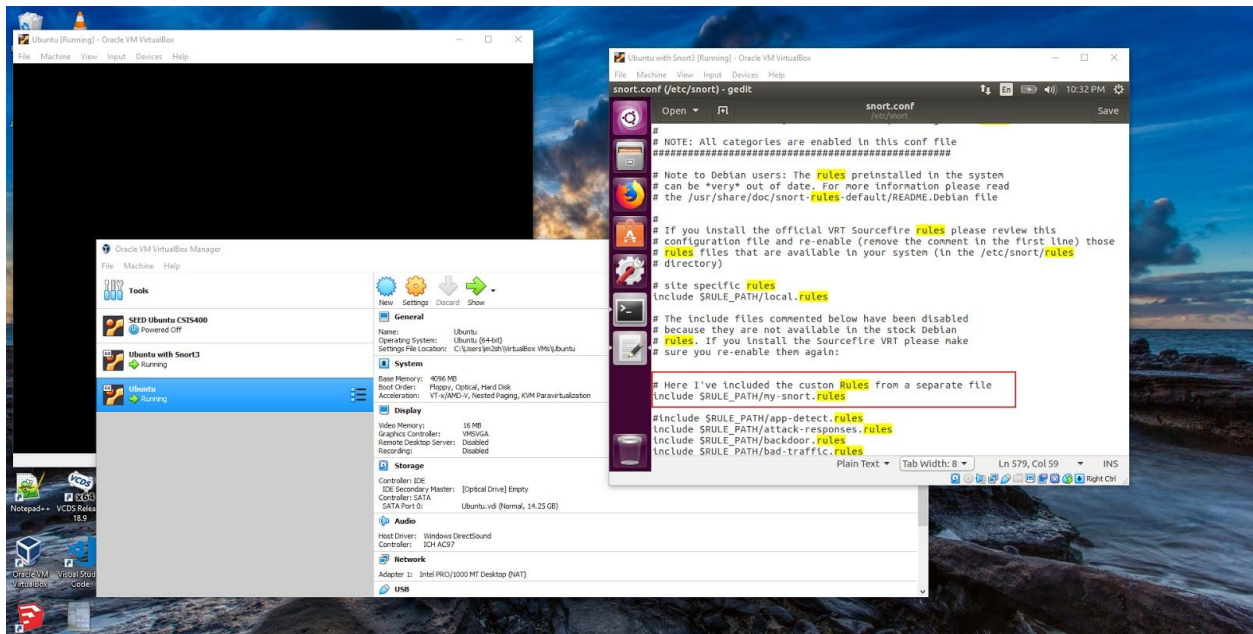 Ubuntu [Running] - Oracle VM VirtualBox
File Machine View Input Devices Help
Oracle VM VirtualBox Manager
File Machine Help
Tools
SEED Ubuntu CSIS400
Powered Off
Ubuntu with Snort3
Running
Ubuntu
Running
New Settings Discard Show
General
Name: Ubuntu
Operating System: Ubuntu (64-bit)
Settings File Location: C:\Users\jm2sh\VirtualBox VMs\Ubuntu
System
Base Memory: 4096 MB
Boot Order: Floppy, Optical, Hard Disk
Acceleration: VT-x/AMD-V, Nested Paging, KVM Paravirtualization
Display
Video Memory: 16 MB
Graphics Controller: VMSVGA
Remote Desktop Server: Disabled
Recording: Disabled
Storage
Controller: IDE
IDE Secondary Master: [Optical Drive] Empty
Controller: SATA
SATA Port 0: Ubuntu.vdi (Normal, 14.25 GB)
Audio
Host Driver: Windows DirectSound
Controller: ICH AC97
Network
Adapter 1: Intel PRO/1000 MT Desktop (NAT)
USB
Ubuntu with Snort3 [Running] - Oracle VM VirtualBox
File Machine View Input Devices Help
snort.conf (/etc/snort) - gedit
En
10:32 PM
Open
snort.conf
/etc/snort
Save
#
# NOTE: All categories are enabled in this conf file
###################################################
# Note to Debian users: The rules preinstalled in the system
# can be *very* out of date. For more information please read
# the /usr/share/doc/snort-rules-default/README.Debian file
#
# If you install the official VRT Sourcefire rules please review this
# configuration file and re-enable (remove the comment in the first line) those
# rules files that are available in your system (in the /etc/snort/rules
# directory)
# site specific rules
include $RULE_PATH/local.rules
# The include files commented below have been disabled
# because they are not available in the stock Debian
# rules. If you install the Sourcefire VRT please make
# sure you re-enable them again:
# Here I've included the custon Rules from a separate file
include $RULE_PATH/my-snort.rules
#include $RULE_PATH/app-detect.rules
include $RULE_PATH/attack-responses.rules
include $RULE_PATH/backdoor.rules
include $RULE_PATH/bad-traffic.rules
Plain Text
Tab Width: 8
Ln 579, Col 59
INS
Right Ctrl
Notepad++
VCDS
X64
VCDS Relea
18.9
Oracle VM
VirtualBox
Visual Stud
Code